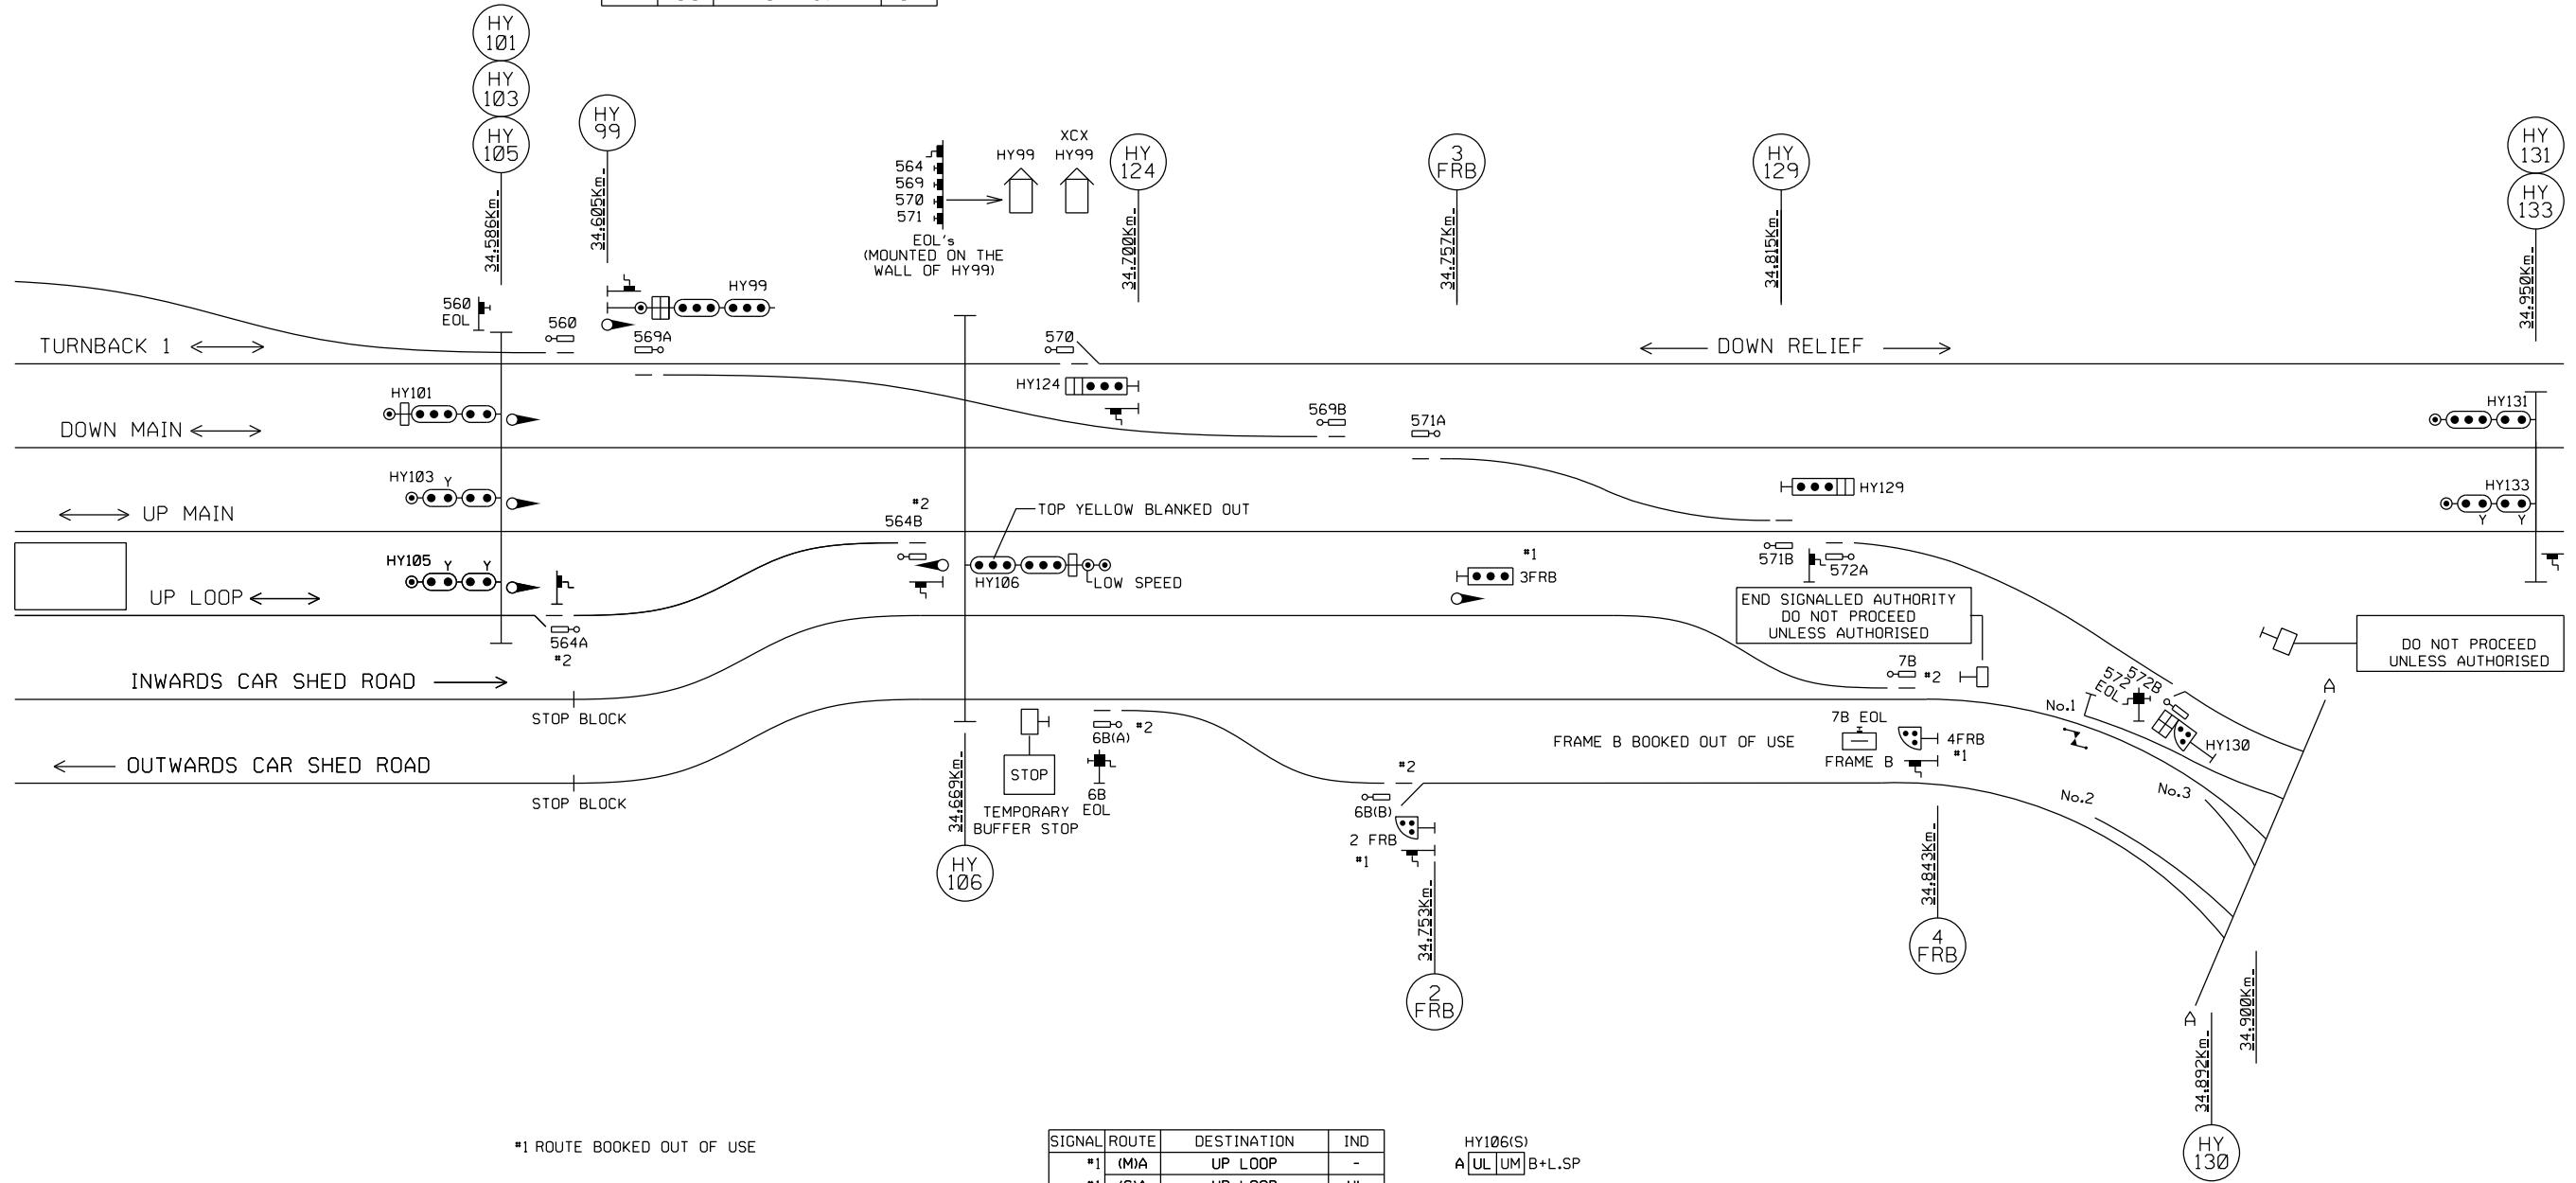 HY
101
HY
103
HY
105
34.586Km
HY
99
34.605Km
564
569
570
571
EOL's
(MOUNTED ON THE
WALL OF HY99)
HY99
XCX
HY99
HY
124
34.700Km
3
FRB
34.757Km
HY
129
34.815Km
HY
131
HY
133
34.950Km
560
EOL
560
HY99
569A
570
TURNBACK 1
DOWN RELIEF
HY124
HY101
569B
571A
HY131
DOWN MAIN
HY103
Y
HY129
HY133
Y Y
UP MAIN
#2
564B
TOP YELLOW BLANKED OUT
HY105
Y Y
HY106
LOW SPEED
#1
3FRB
571B
572A
UP LOOP
564A
#2
END SIGNALLED AUTHORITY
DO NOT PROCEED
UNLESS AUTHORISED
DO NOT PROCEED
UNLESS AUTHORISED
7B
#2
INWARDS CAR SHED ROAD
STOP BLOCK
572
EOL
572B
A
No.1
6B(A)
#2
7B EOL
FRAME B BOOKED OUT OF USE
FRAME B
4FRB
#1
HY130
OUTWARDS CAR SHED ROAD
STOP BLOCK
STOP
TEMPORARY
BUFFER STOP
6B
EOL
#2
6B(B)
2 FRB
#1
No.2
No.3
34.669Km
HY
106
34.753Km
2
FRB
34.843Km
4
FRB
34.900Km
A
34.892Km
HY
130
#1 ROUTE BOOKED OUT OF USE
SIGNAL ROUTE DESTINATION IND
#1 (M)A UP LOOP -
HY106(S)
A UL UM B+L.SP